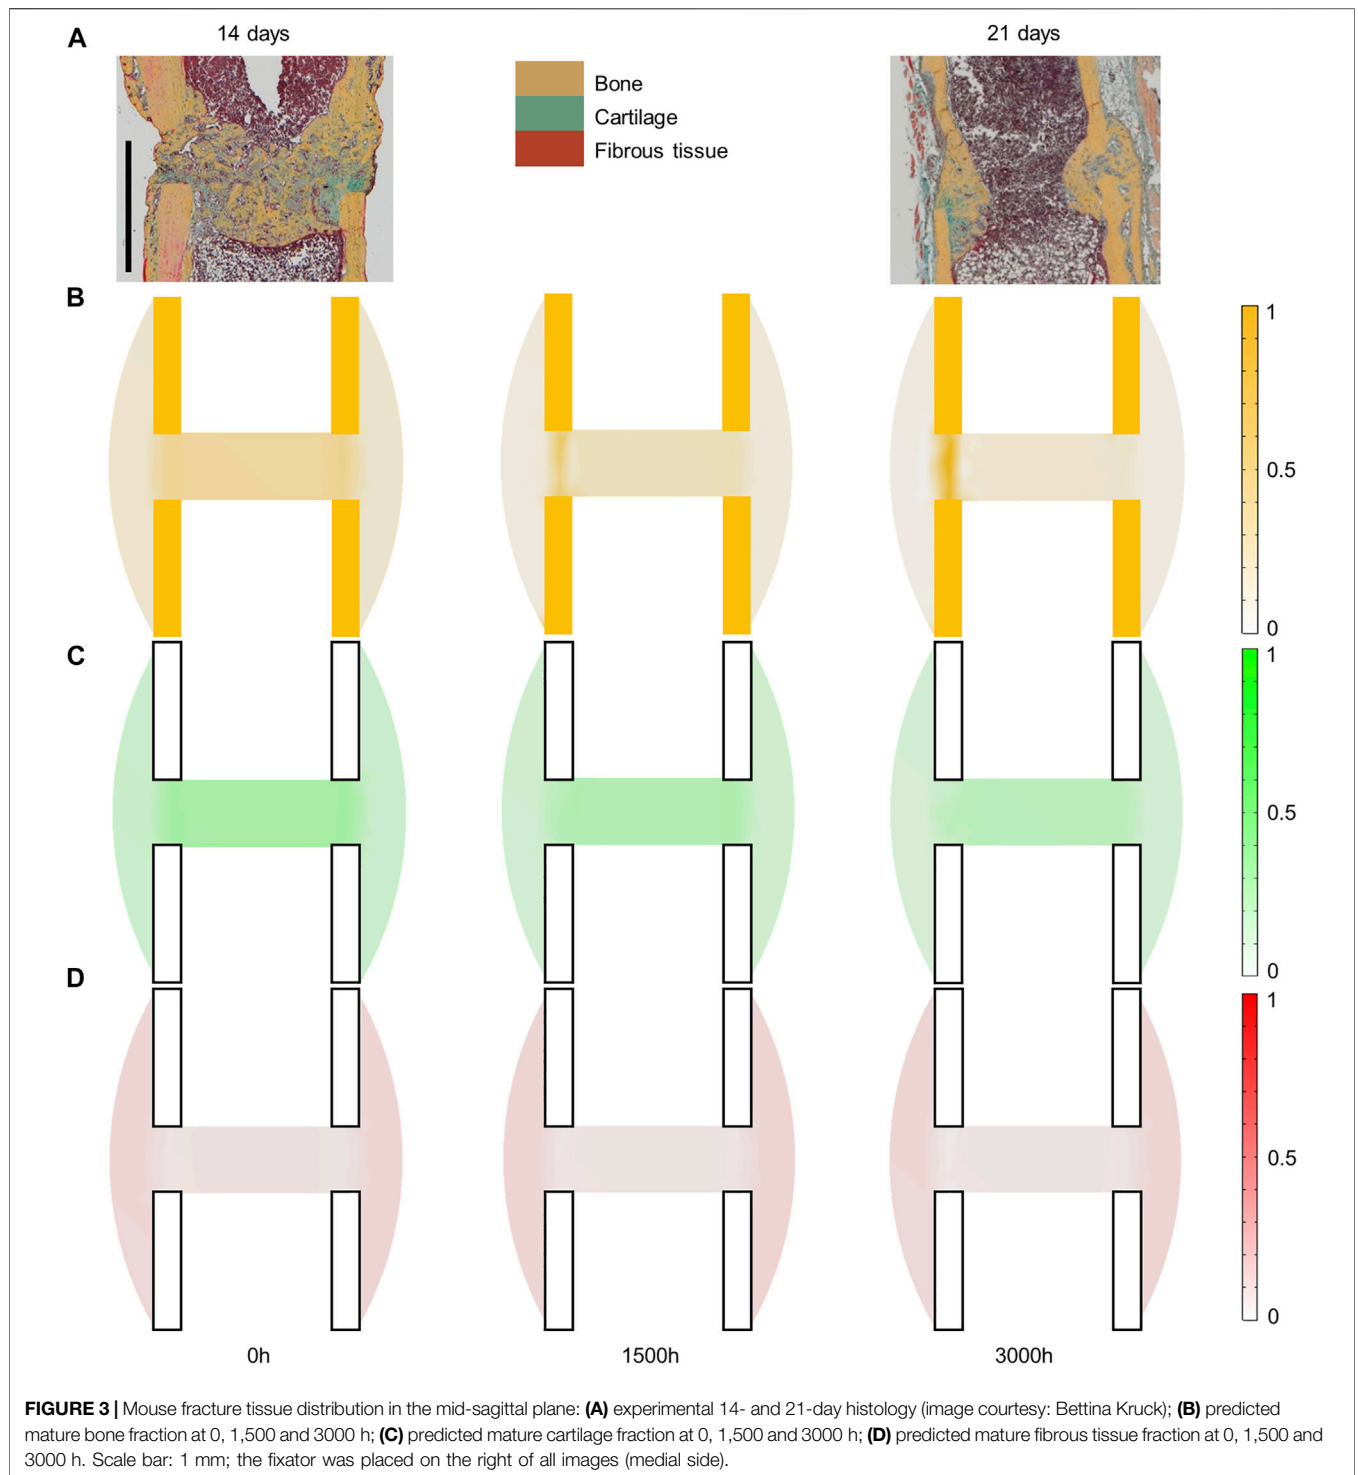 A
14 days
21 days
Bone
Cartilage
Fibrous tissue
B
1
0.5
0
C
1
0.5
0
D
1
0.5
0
0h
1500h
3000h
FIGURE 3 | Mouse fracture tissue distribution in the mid-sagittal plane: (A) experimental 14- and 21-day histology (image courtesy: Bettina Kruck); (B) predicted
mature bone fraction at 0, 1,500 and 3000 h; (C) predicted mature cartilage fraction at 0, 1,500 and 3000 h; (D) predicted mature fibrous tissue fraction at 0, 1,500 and
3000 h. Scale bar: 1 mm; the fixator was placed on the right of all images (medial side).